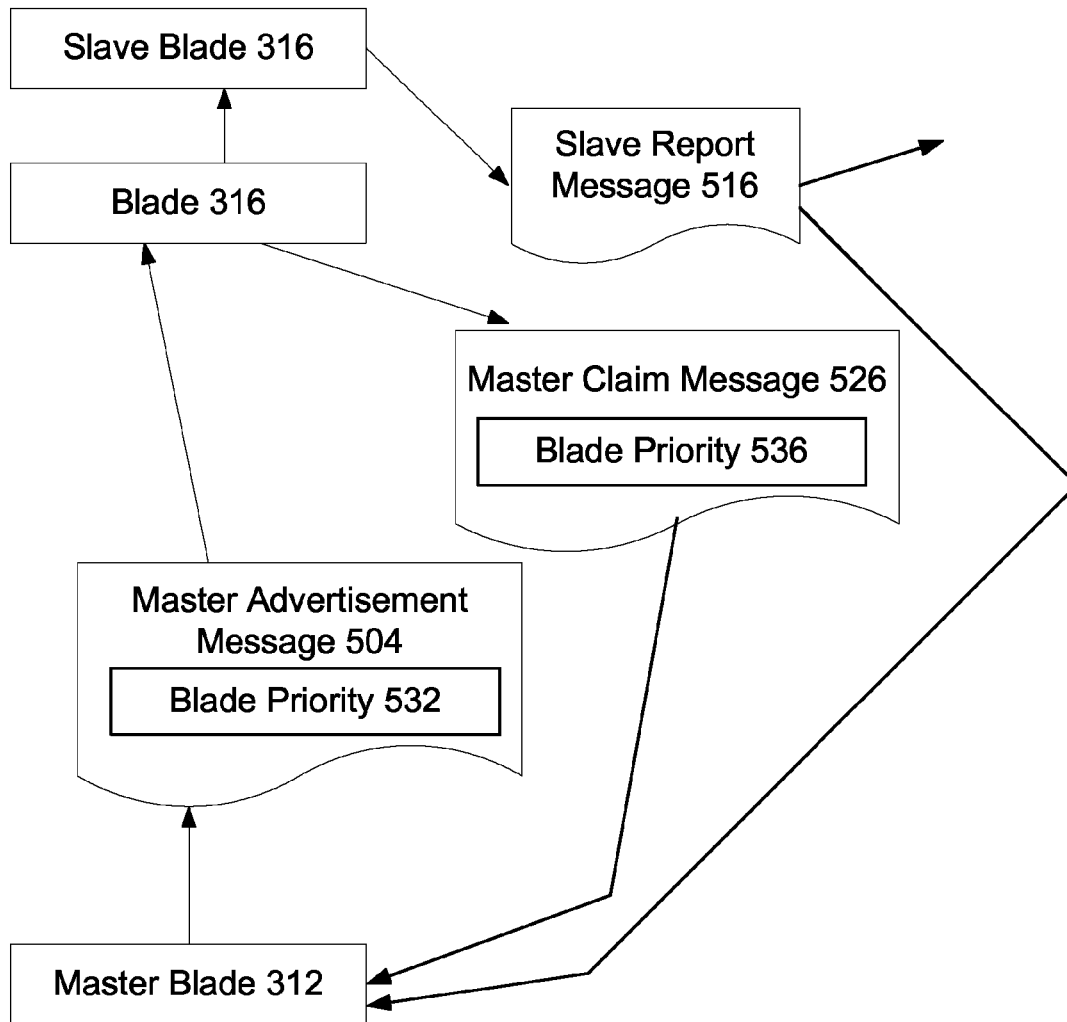 Slave Blade 316
Slave Report
Message 516
Blade 316
Master Claim Message 526
Blade Priority 536
Master Advertisement
Message 504
Blade Priority 532
Master Blade 312